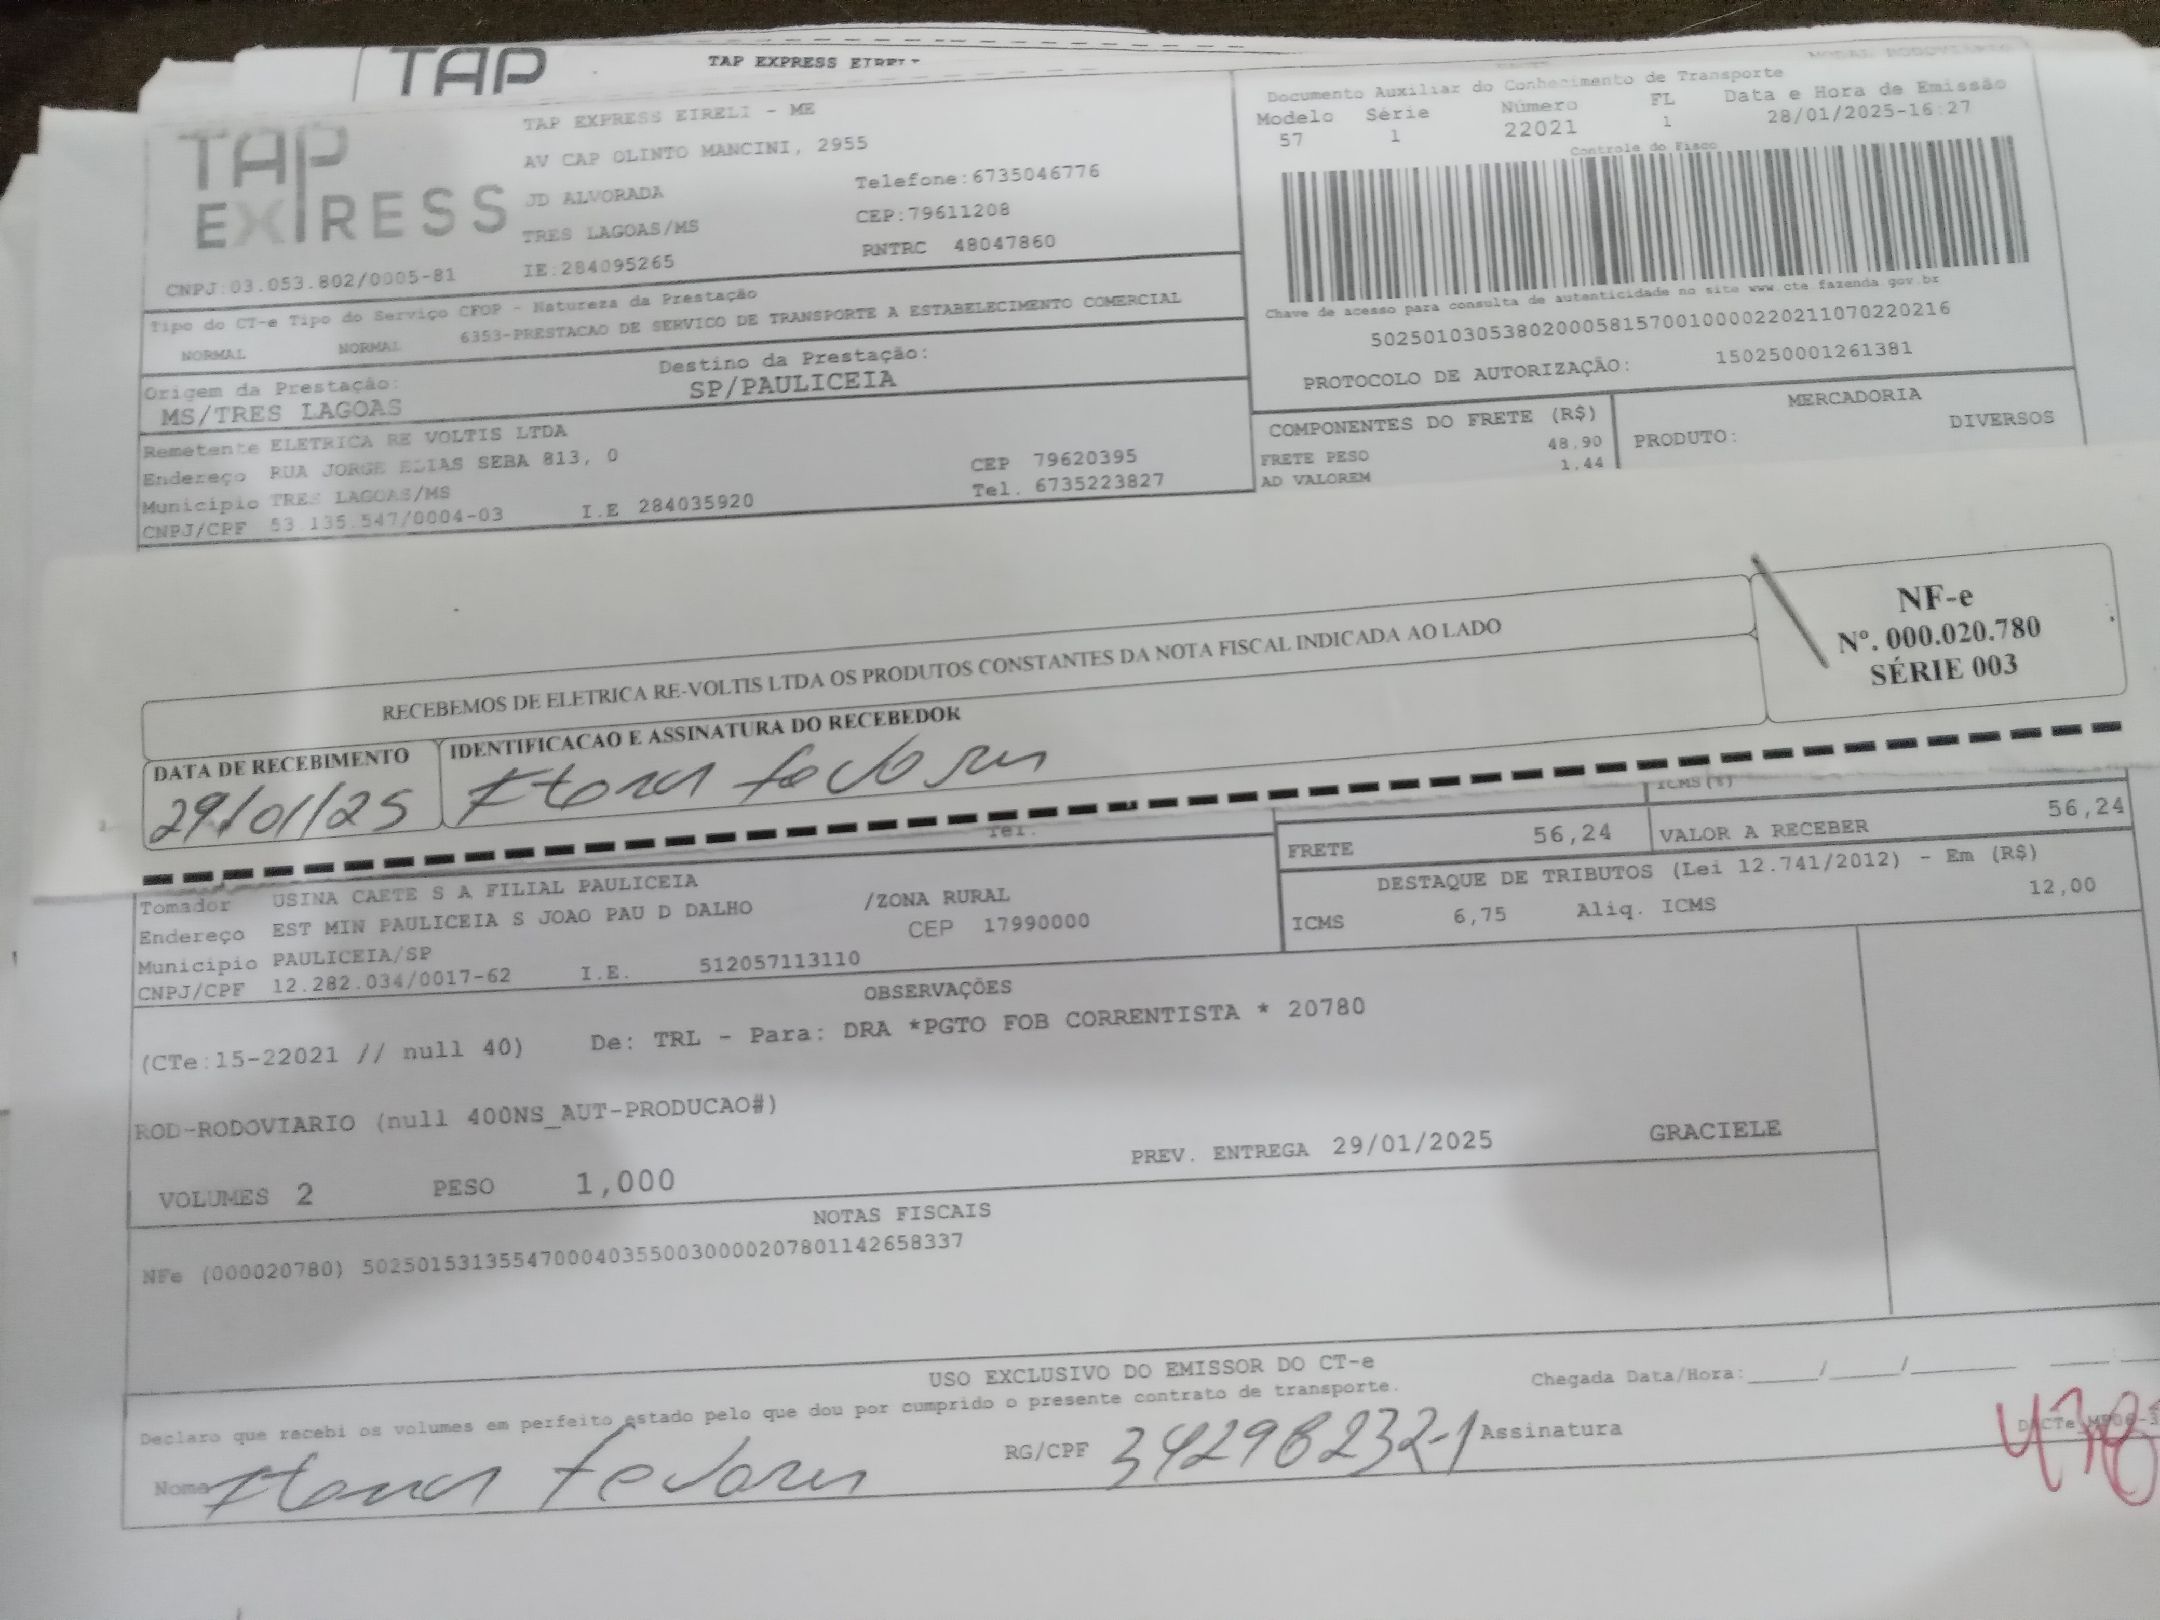 TAP
TAP EXPRESS EIRELI
Documento Auxiliar do Conhecimento de Transporte
Modelo Série Número FL Data e Hora de Emissão
57 1 22021 1 28/01/2025-16:27
Controle do Fisco
TAP EXPRESS
TAP EXPRESS EIRELI - ME
AV CAP OLINTO MANCINI, 2955
JD ALVORADA Telefone:6735046776
TRES LAGOAS/MS CEP:79611208
CNPJ:03.053.802/0005-81 IE:284095265 RNTRC 48047860
Chave de acesso para consulta de autenticidade no site www.cte.fazenda.gov.br
50250103053802000581570010000220211070220216
PROTOCOLO DE AUTORIZAÇÃO: 150250001261381
Tipo do CT-e Tipo do Serviço CFOP - Natureza da Prestação
NORMAL NORMAL 6353-PRESTACAO DE SERVICO DE TRANSPORTE A ESTABELECIMENTO COMERCIAL
Origem da Prestação: Destino da Prestação:
MS/TRES LAGOAS SP/PAULICEIA
Remetente ELETRICA RE VOLTIS LTDA
Endereço RUA JORGE ELIAS SEBA 813, 0 CEP 79620395
Município TRES LAGOAS/MS Tel. 6735223827
CNPJ/CPF 53.135.547/0004-03 I.E 284035920
COMPONENTES DO FRETE (R$) MERCADORIA
FRETE PESO 48.90 PRODUTO: DIVERSOS
AD VALOREM 1.44
RECEBEMOS DE ELETRICA RE-VOLTIS LTDA OS PRODUTOS CONSTANTES DA NOTA FISCAL INDICADA AO LADO
NF-e
Nº. 000.020.780
SÉRIE 003
DATA DE RECEBIMENTO IDENTIFICACAO E ASSINATURA DO RECEBEDOR
29/01/25
Tel.
ICMS(%)
FRETE 56,24 VALOR A RECEBER 56,24
DESTAQUE DE TRIBUTOS (Lei 12.741/2012) - Em (R$)
ICMS 6,75 Aliq. ICMS 12,00
Tomador USINA CAETE S A FILIAL PAULICEIA
Endereço EST MIN PAULICEIA S JOAO PAU D DALHO /ZONA RURAL
Município PAULICEIA/SP CEP 17990000
CNPJ/CPF 12.282.034/0017-62 I.E. 512057113110
OBSERVAÇÕES
(CTe:15-22021 // null 40) De: TRL - Para: DRA *PGTO FOB CORRENTISTA * 20780
ROD-RODOVIARIO (null 400NS_AUT-PRODUCAO#)
PREV. ENTREGA 29/01/2025 GRACIELE
VOLUMES 2 PESO 1,000
NOTAS FISCAIS
NFe (000020780) 50250153135547000403550030000207801142658337
USO EXCLUSIVO DO EMISSOR DO CT-e
Declaro que recebi os volumes em perfeito estado pelo que dou por cumprido o presente contrato de transporte. Chegada Data/Hora:
Nome RG/CPF 34298232-1 Assinatura